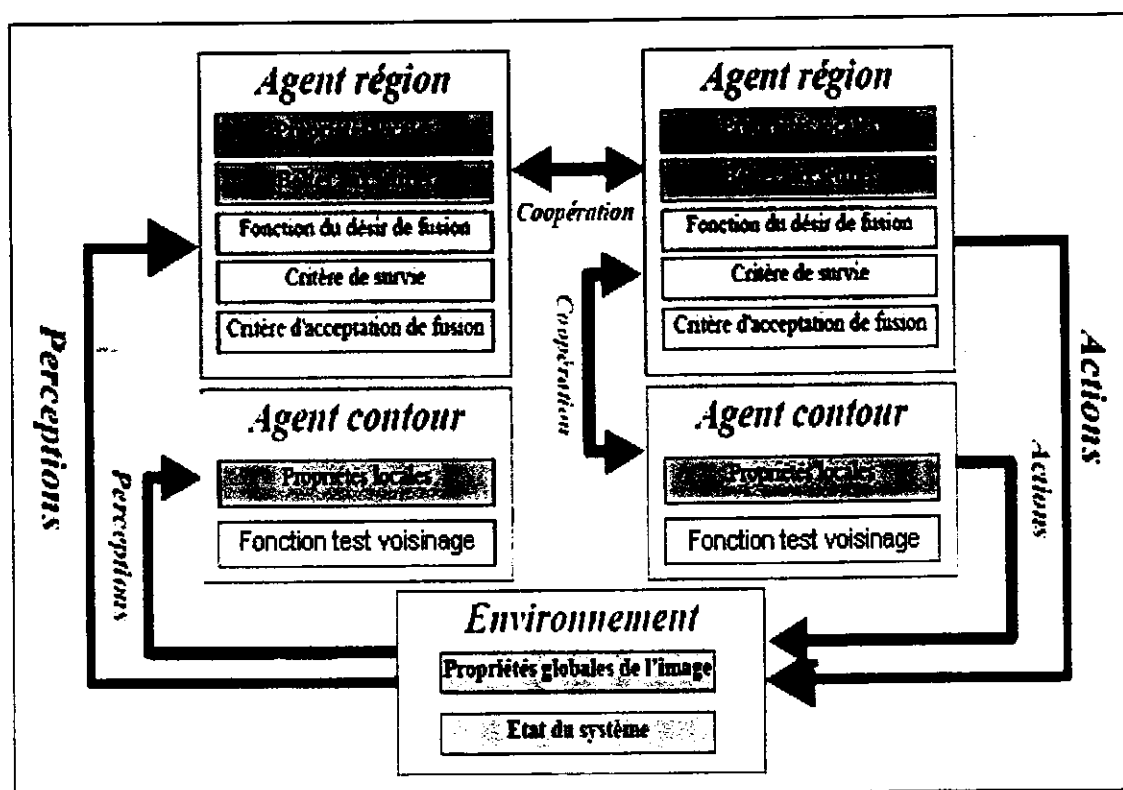 Agent région
Fonction du désir de fusion
Critère de survie
Critère d'acceptation de fusion
Agent contour
Propriétés locales
Fonction test voisinage
Coopération
Coopération
Agent région
Fonction du désir de fusion
Critère de survie
Critère d'acceptation de fusion
Agent contour
Propriétés locales
Fonction test voisinage
Perceptions
Perceptions
Actions
Actions
Environnement
Propriétés globales de l'image
Etat du système